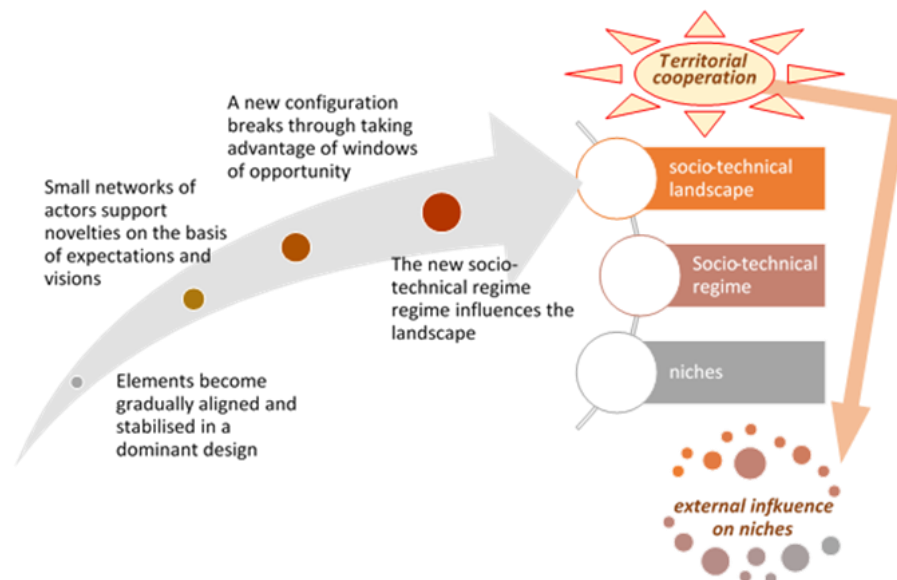 Territorial
cooperation
A new configuration
breaks through taking
advantage of windows
of opportunity
Small networks of
actors support
novelties on the basis
of expectations and
visions
The new socio-
technical regime
regime influences the
landscape
Elements become
gradually aligned and
stabilised in a
dominant design
socio-technical
landscape
Socio-technical
regime
niches
external infkuence
on niches